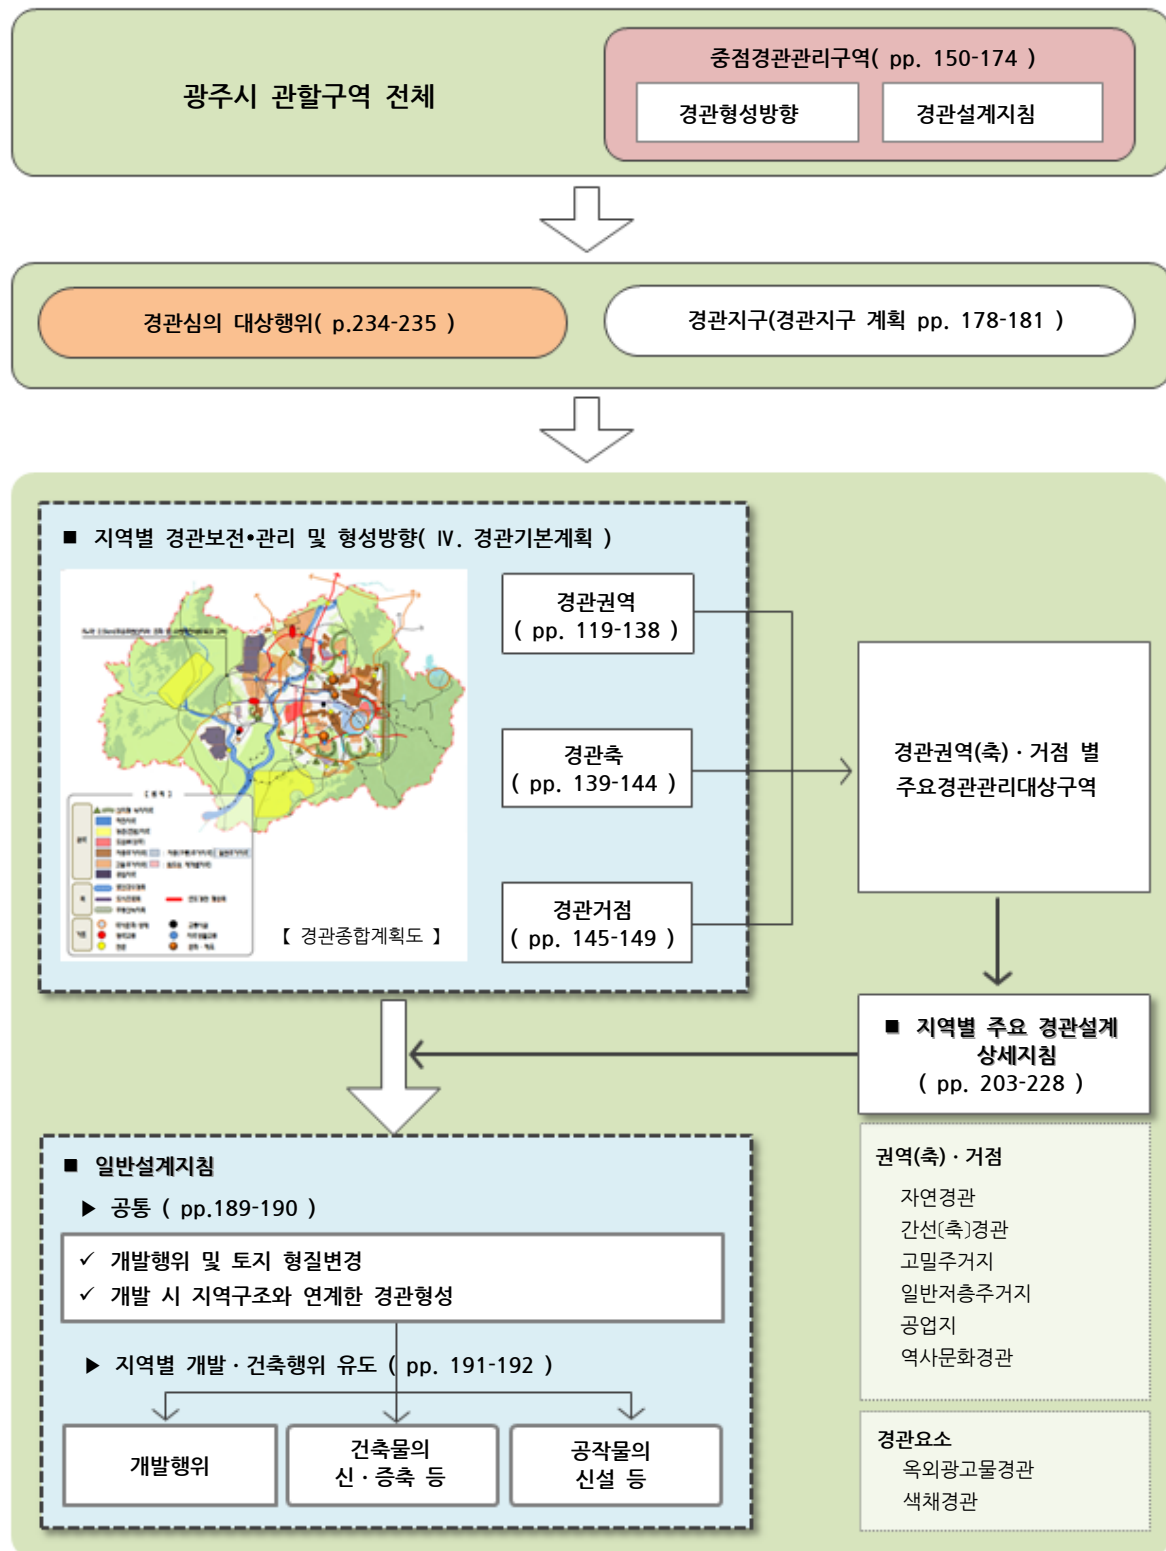 광주시 관할구역 전체
중점경관관리구역( pp. 150-174 )
경관형성방향
경관설계지침
경관심의 대상행위( p.234-235 )
경관지구(경관지구 계획 pp. 178-181 )
■ 지역별 경관보전•관리 및 형성방향( Ⅳ. 경관기본계획 )
【 경관종합계획도 】
경관권역
( pp. 119-138 )
경관축
( pp. 139-144 )
경관거점
( pp. 145-149 )
경관권역(축)·거점 별
주요경관관리대상구역
■ 지역별 주요 경관설계
상세지침
( pp. 203-228 )
권역(축)·거점
자연경관
간선(축)경관
고밀주거지
일반저층주거지
공업지
역사문화경관
경관요소
옥외광고물경관
색채경관
■ 일반설계지침
▶ 공통 ( pp.189-190 )
✓ 개발행위 및 토지 형질변경
✓ 개발 시 지역구조와 연계한 경관형성
▶ 지역별 개발·건축행위 유도 ( pp. 191-192 )
개발행위
건축물의
신·증축 등
공작물의
신설 등